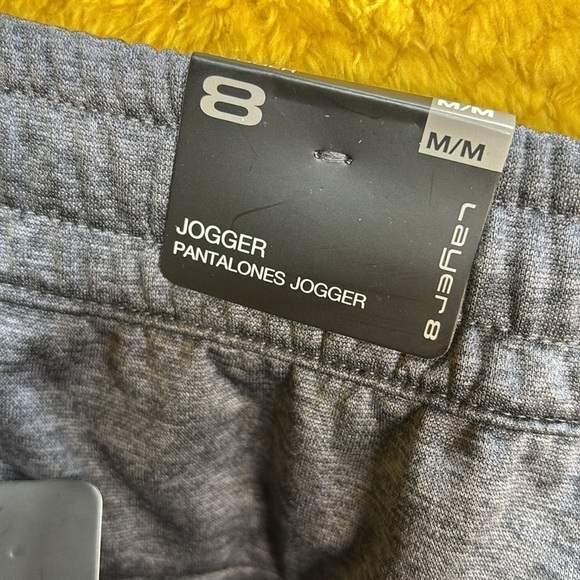 8
M/M
M/M
JOGGER
PANTALONES JOGGER
Layer 8